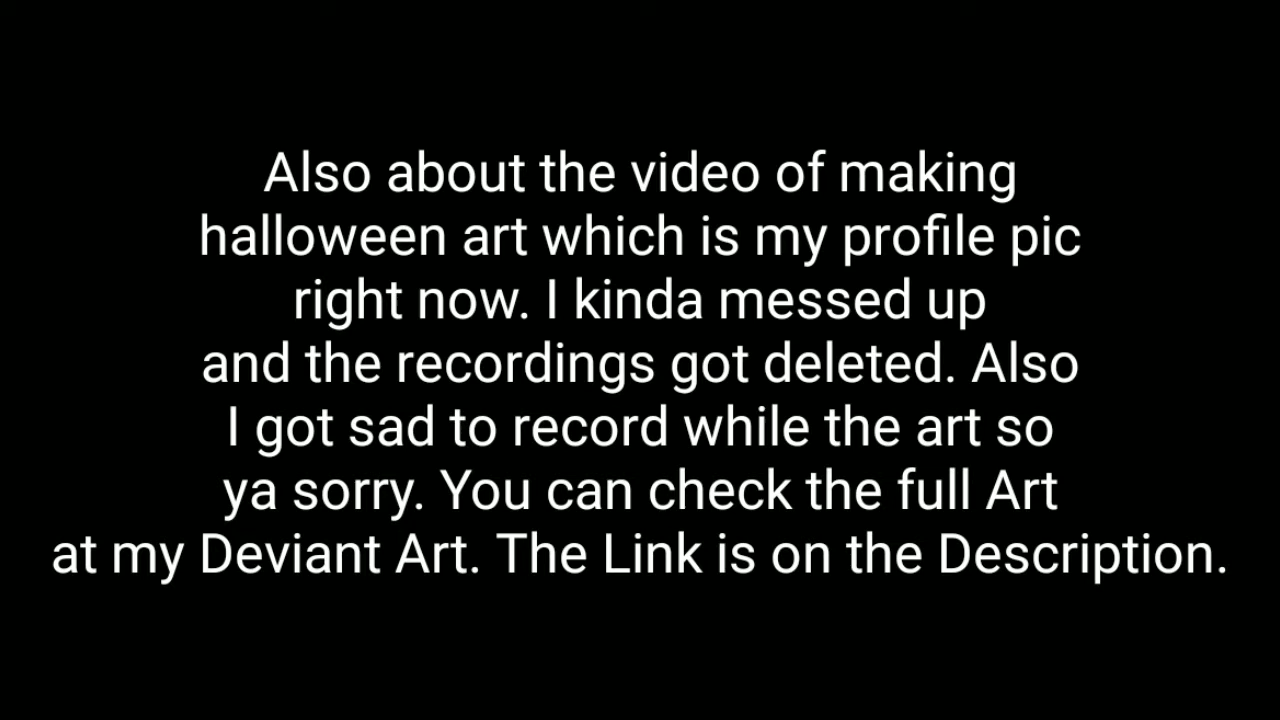 Also about the video of making
halloween art which is my profile pic
right now. I kinda messed up
and the recordings got deleted. Also
I got sad to record while the art so
ya sorry. You can check the full Art
at my Deviant Art. The Link is on the Description.